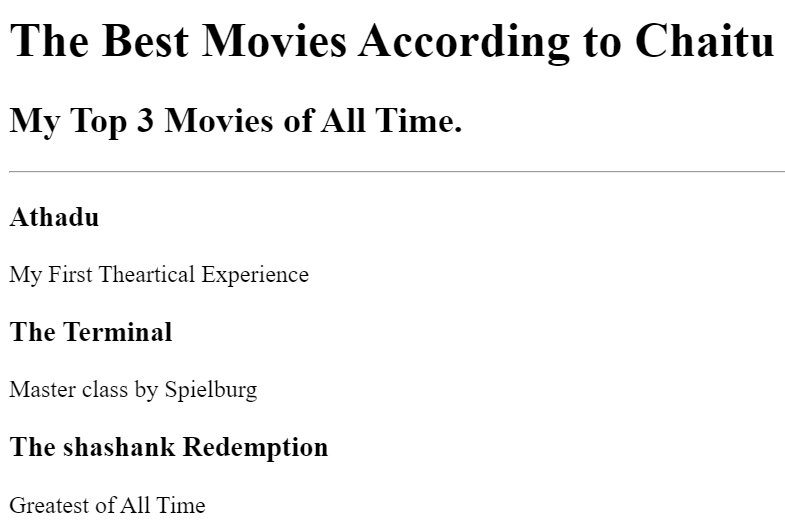 The Best Movies According to Chaitu
My Top 3 Movies of All Time.
Athadu
My First Theartical Experience
The Terminal
Master class by Spielburg
The shashank Redemption
Greatest of All Time